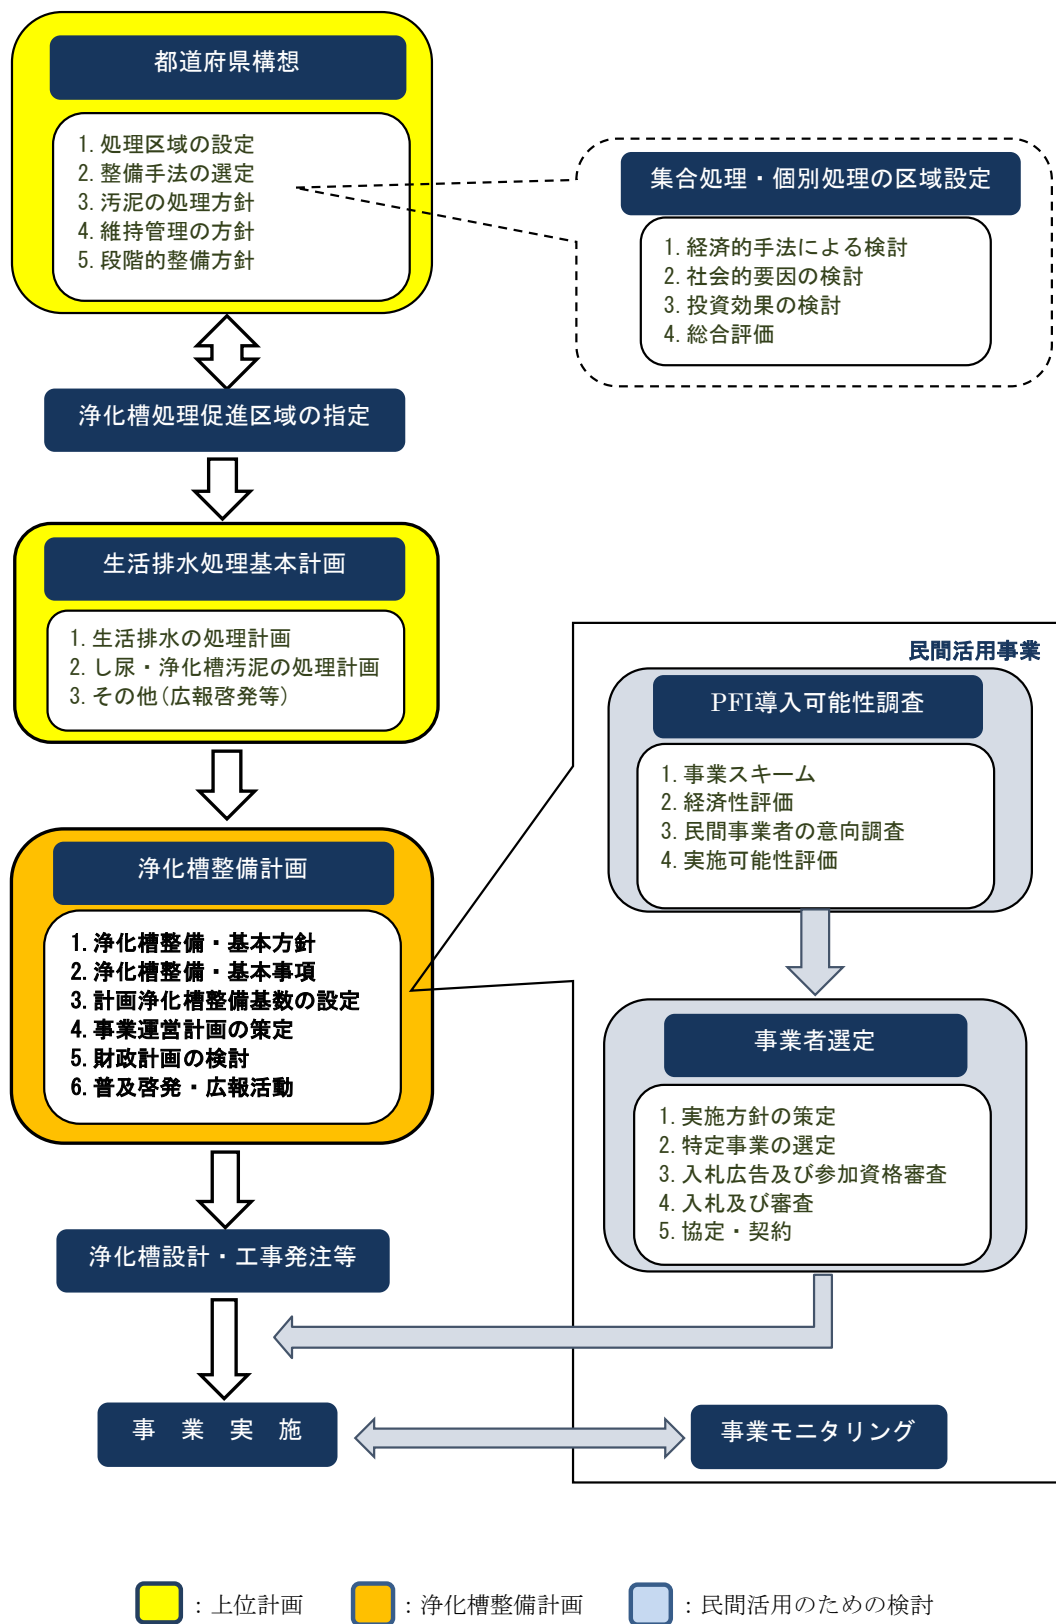 都道府県構想
1. 処理区域の設定
2. 整備手法の選定
3. 汚泥の処理方針
4. 維持管理の方針
5. 段階的整備方針
集合処理・個別処理の区域設定
1. 経済的手法による検討
2. 社会的要因の検討
3. 投資効果の検討
4. 総合評価
浄化槽処理促進区域の指定
生活排水処理基本計画
1. 生活排水の処理計画
2. し尿・浄化槽汚泥の処理計画
3. その他(広報啓発等)
浄化槽整備計画
1. 浄化槽整備・基本方針
2. 浄化槽整備・基本事項
3. 計画浄化槽整備基数の設定
4. 事業運営計画の策定
5. 財政計画の検討
6. 普及啓発・広報活動
民間活用事業
PFI導入可能性調査
1. 事業スキーム
2. 経済性評価
3. 民間事業者の意向調査
4. 実施可能性評価
事業者選定
1. 実施方針の策定
2. 特定事業の選定
3. 入札広告及び参加資格審査
4. 入札及び審査
5. 協定・契約
浄化槽設計・工事発注等
事 業 実 施
事業モニタリング
：上位計画
：浄化槽整備計画
：民間活用のための検討